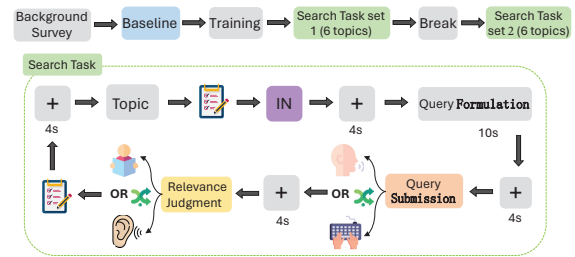 Background
Survey
Baseline
Training
Search Task set
1 (6 topics)
Break
Search Task
set 2 (6 topics)
Search Task
+
4s
Topic
IN
+
4s
Query Formulation
10s
+
4s
Query
Submission
OR
+
4s
Relevance
Judgment
OR